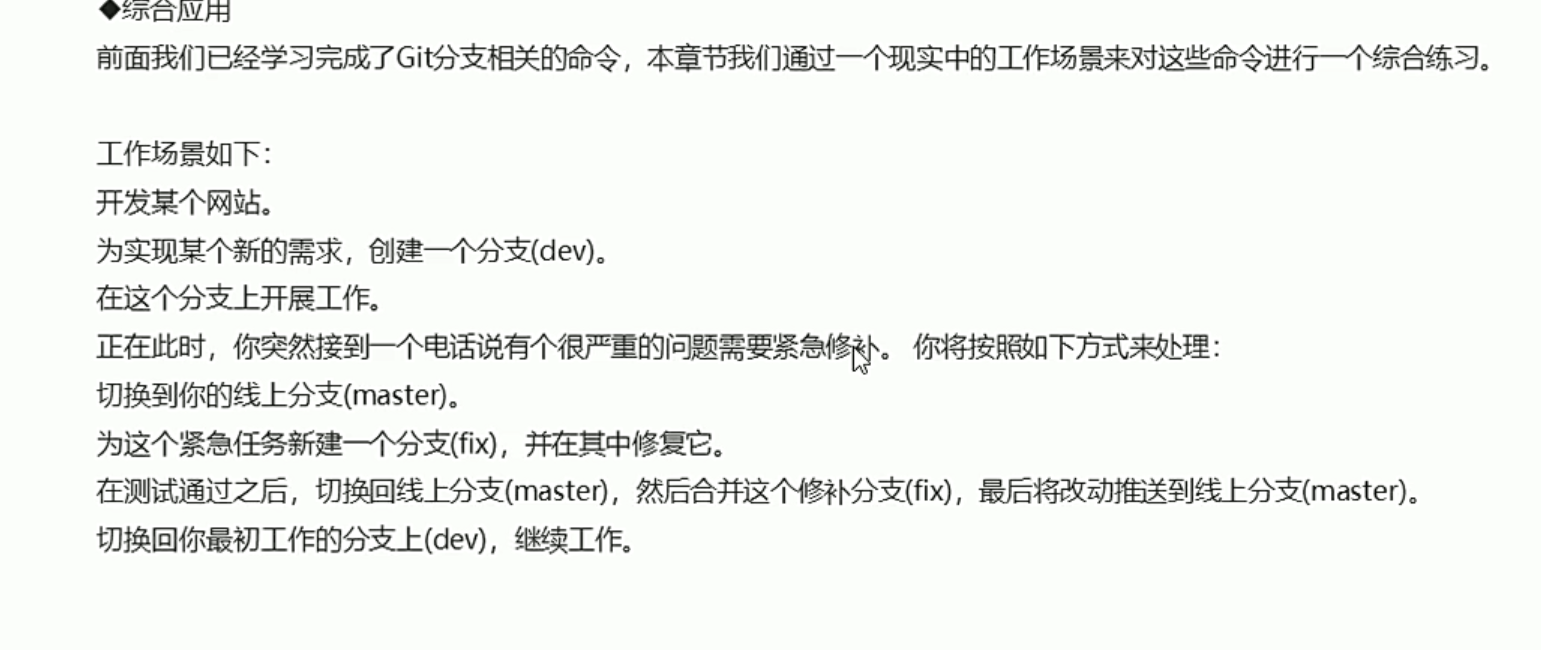 ◆综合应用
前面我们已经学习完成了Git分支相关的命令，本章节我们通过一个现实中的工作场景来对这些命令进行一个综合练习。
工作场景如下：
开发某个网站。
为实现某个新的需求，创建一个分支(dev)。
在这个分支上开展工作。
正在此时，你突然接到一个电话说有个很严重的问题需要紧急修补。 你将按照如下方式来处理：
切换到你的线上分支(master)。
为这个紧急任务新建一个分支(fix)，并在其中修复它。
在测试通过之后，切换回线上分支(master)，然后合并这个修补分支(fix)，最后将改动推送到线上分支(master)。
切换回你最初工作的分支上(dev)，继续工作。